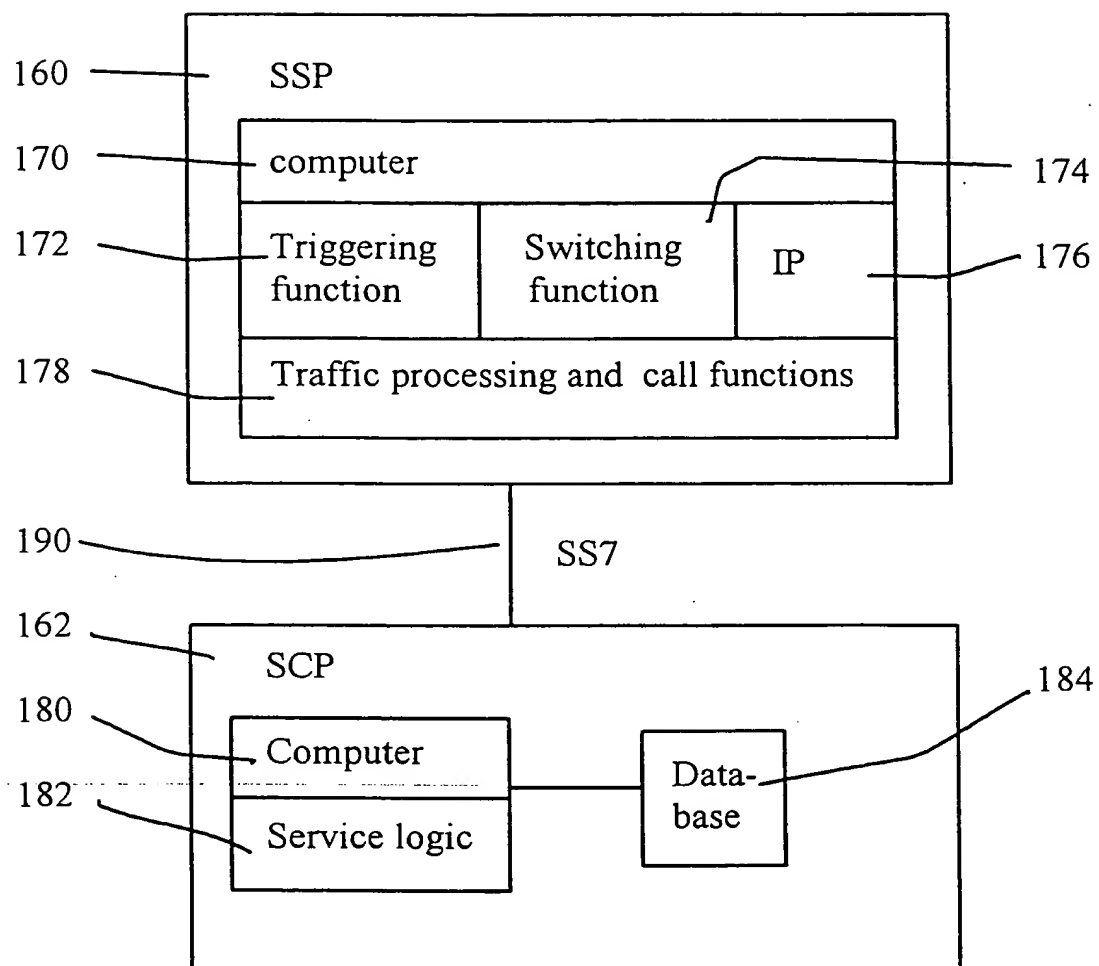 160
SSP
170
computer
174
172
Triggering
function
Switching
function
IP
176
178
Traffic processing and call functions
190
SS7
162
SCP
184
180
Computer
Data-
base
182
Service logic